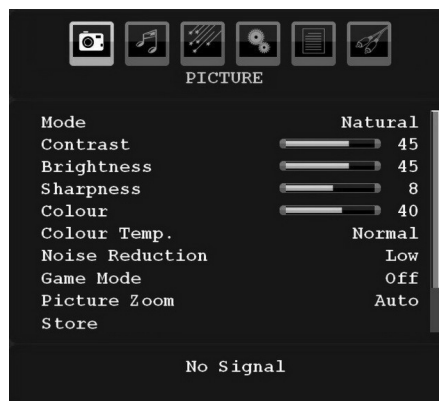 PICTURE
Mode Natural
Contrast 45
Brightness 45
Sharpness 8
Colour 40
Colour Temp. Normal
Noise Reduction Low
Game Mode Off
Picture Zoom Auto
Store
No Signal